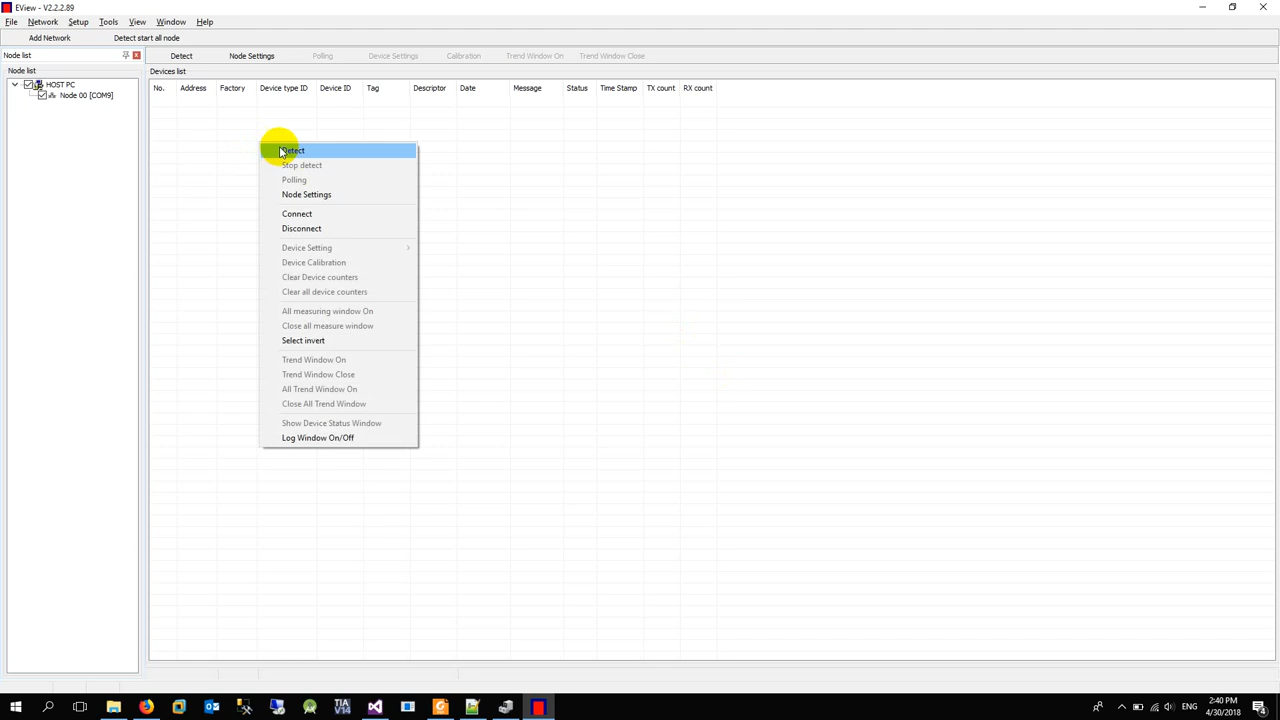 EView - V2.2.2.89
File Network Setup Tools View Window Help
Add Network Detect start all node
Node list
Detect Node Settings Polling Device Settings Calibration Trend Window On Trend Window Close
Node list
Devices list
HOST PC
Node 00 [COM9]
No. Address Factory Device type ID Device ID Tag Descriptor Date Message Status Time Stamp TX count RX count
Detect
Stop detect
Polling
Node Settings
Connect
Disconnect
Device Setting
Device Calibration
Clear Device counters
Clear all device counters
All measuring window On
Close all measure window
Select invert
Trend Window On
Trend Window Close
All Trend Window On
Close All Trend Window
Show Device Status Window
Log Window On/Off
TIA
V14
ENG
2:40 PM
4/30/2018
4